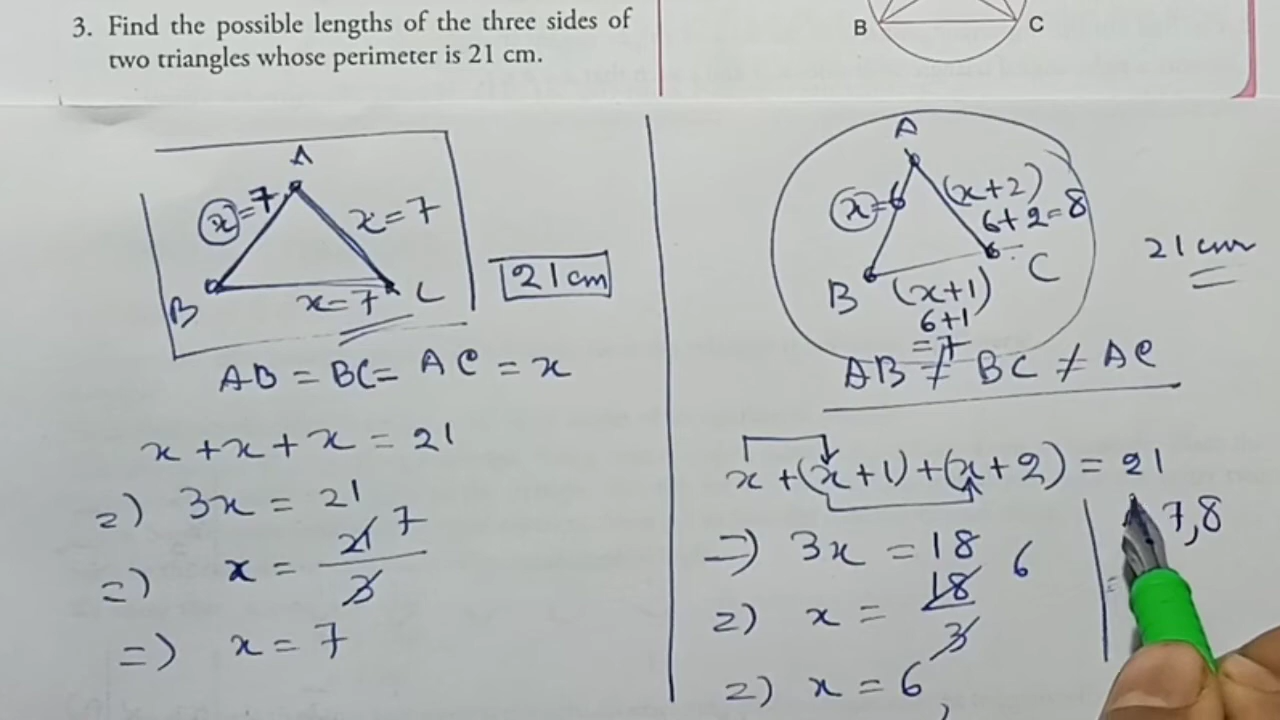 3. Find the possible lengths of the three sides of
two triangles whose perimeter is 21 cm.
B C
A
x=7
x=7
B x=7 C
21cm
AB = BC = AC = x
x + x + x = 21
=) 3x = 21
=) x = 21/3 7
=) x = 7
A
x=6
(x+2)
6+2=8
B (x+1) C
6+1
=7
21 cm
AB ≠ BC ≠ AC
x + (x+1) + (x+2) = 21
=) 3x = 18
=) x = 18/3 6
=) x = 6,
7,8